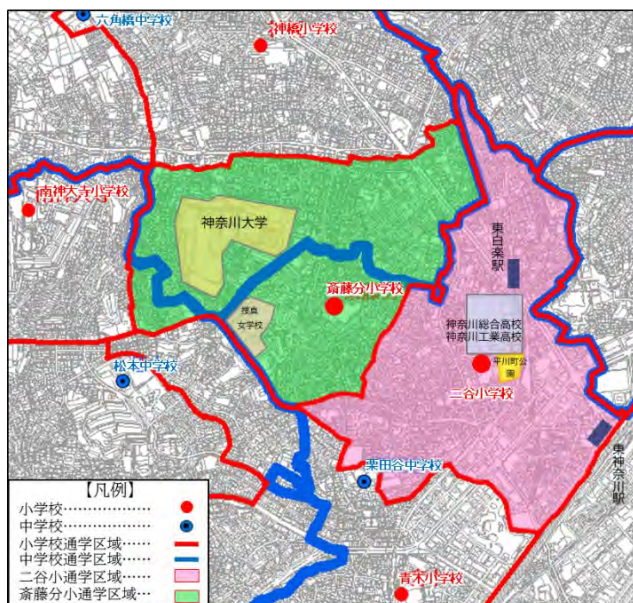 六角橋中学校
神橋小学校
南神大寺小学校
神奈川大学
東白楽駅
斎藤分小学校
捜真
女学校
神奈川総合高校
神奈川工業高校
平川町公
園
松本中学校
二谷小学校
東神奈川駅
栗田谷中学校
青木小学校
【凡例】
小学校………………
中学校………………
小学校通学区域……
中学校通学区域……
二谷小通学区域……
斎藤分小通学区域…